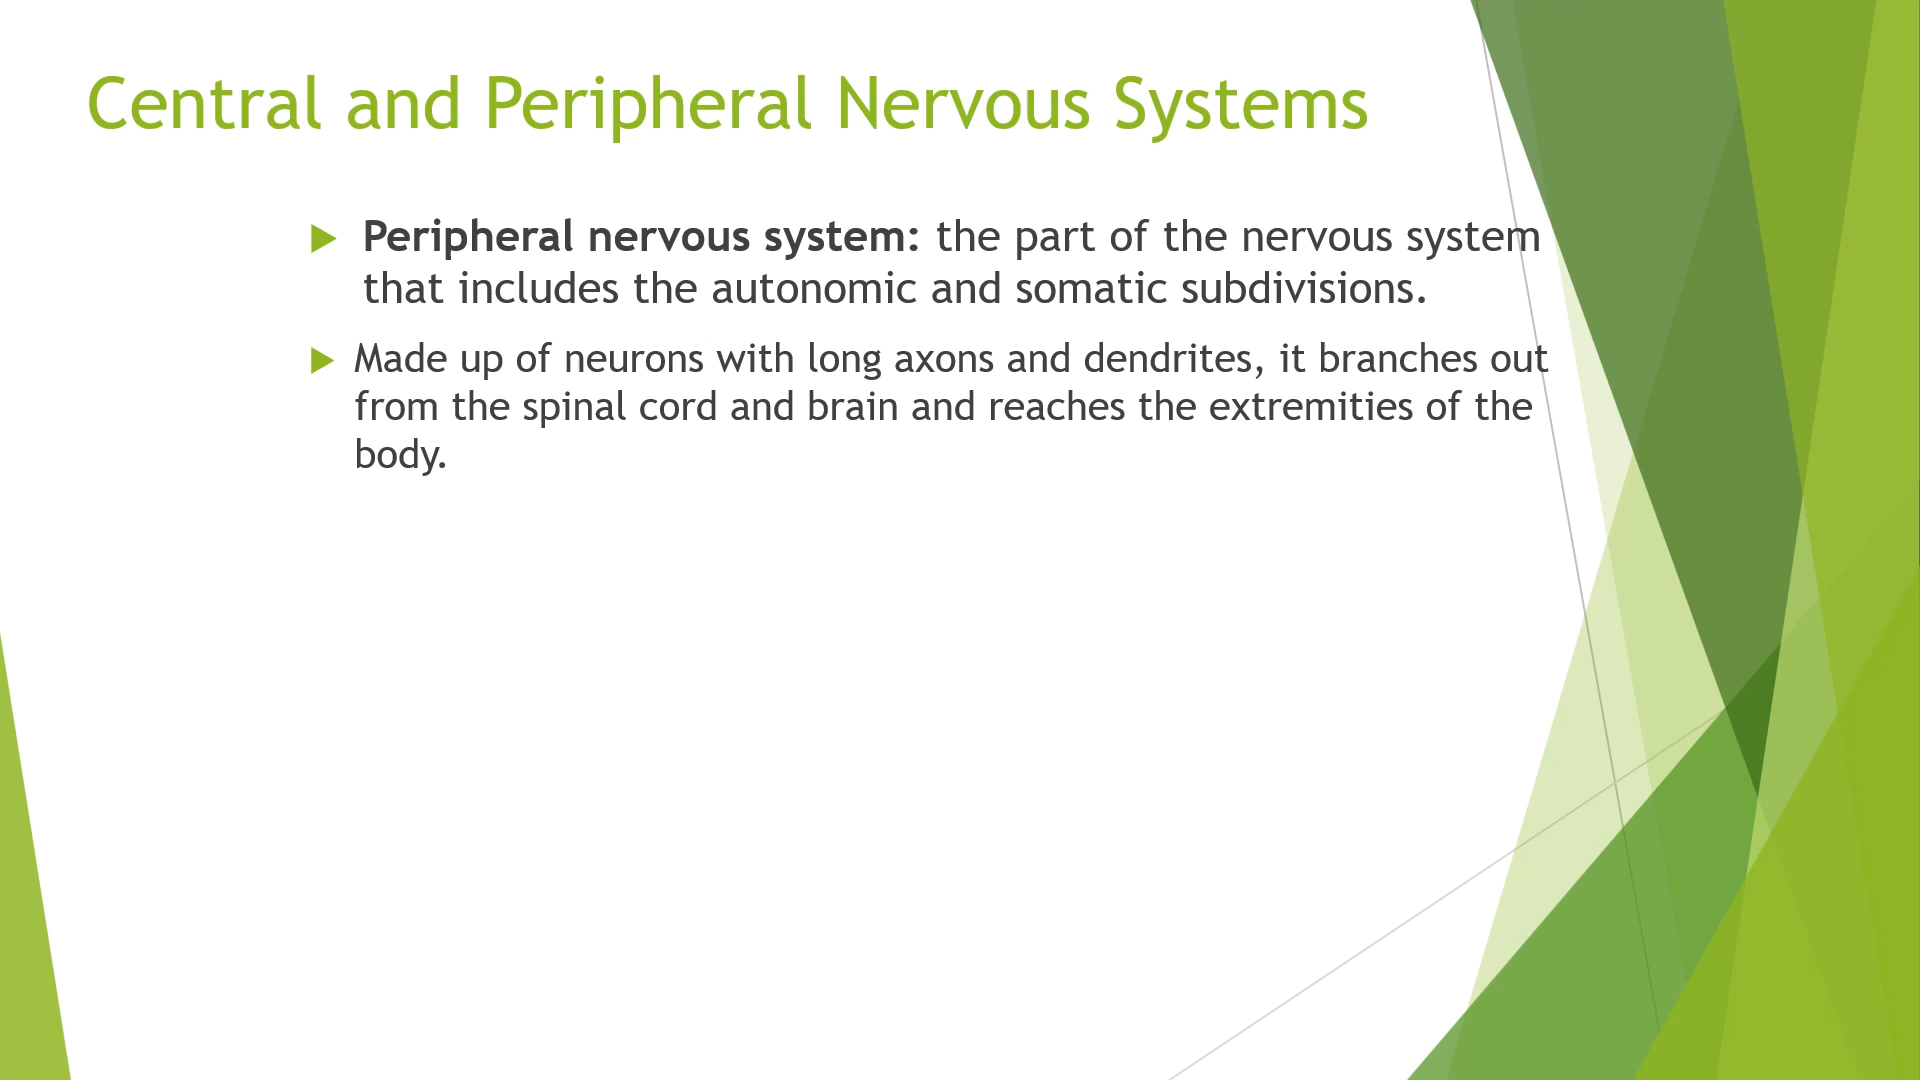 Central and Peripheral Nervous Systems
Peripheral nervous system: the part of the nervous system
that includes the autonomic and somatic subdivisions.
Made up of neurons with long axons and dendrites, it branches out
from the spinal cord and brain and reaches the extremities of the
body.